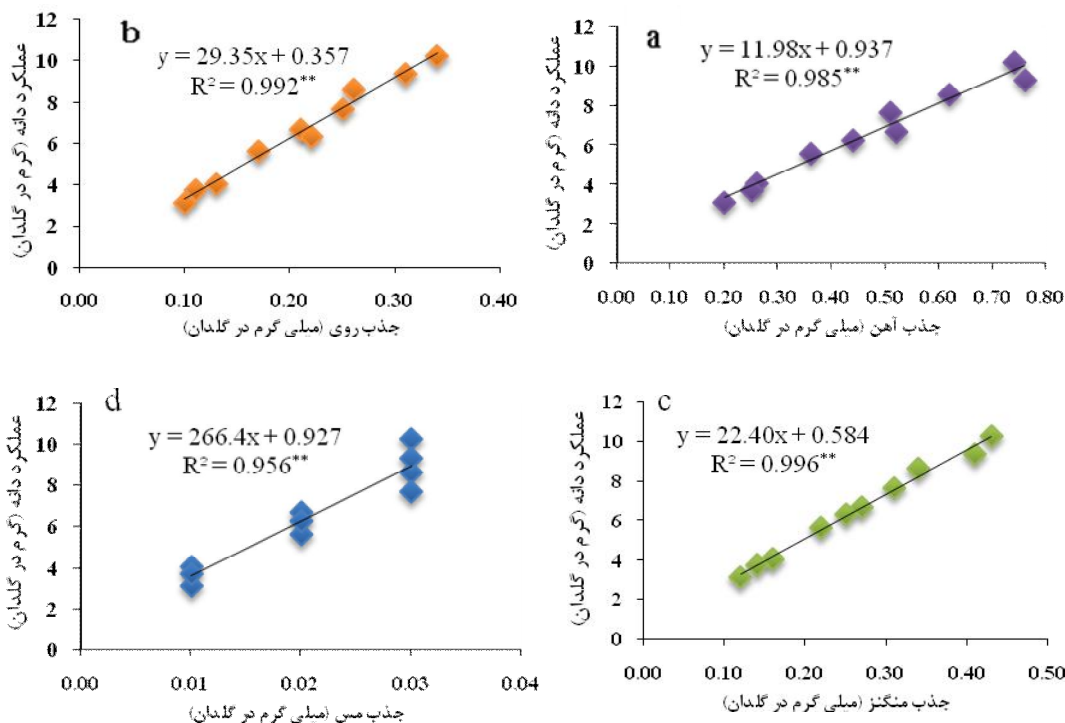 b
y = 29.35x + 0.357
R² = 0.992**
عملکرد دانه (گرم در گلدان)
12
10
8
6
4
2
0
0.00 0.10 0.20 0.30 0.40
جذب روی (میلی گرم در گلدان)
a
y = 11.98x + 0.937
R² = 0.985**
عملکرد دانه (گرم در گلدان)
12
10
8
6
4
2
0
0.00 0.10 0.20 0.30 0.40 0.50 0.60 0.70 0.80
جذب آهن (میلی گرم در گلدان)
d
y = 266.4x + 0.927
R² = 0.956**
عملکرد دانه (گرم در گلدان)
12
10
8
6
4
2
0
0.00 0.01 0.02 0.03 0.04
جذب مس (میلی گرم در گلدان)
c
y = 22.40x + 0.584
R² = 0.996**
عملکرد دانه (گرم در گلدان)
12
10
8
6
4
2
0
0.00 0.10 0.20 0.30 0.40 0.50
جذب منگنز (میلی گرم در گلدان)